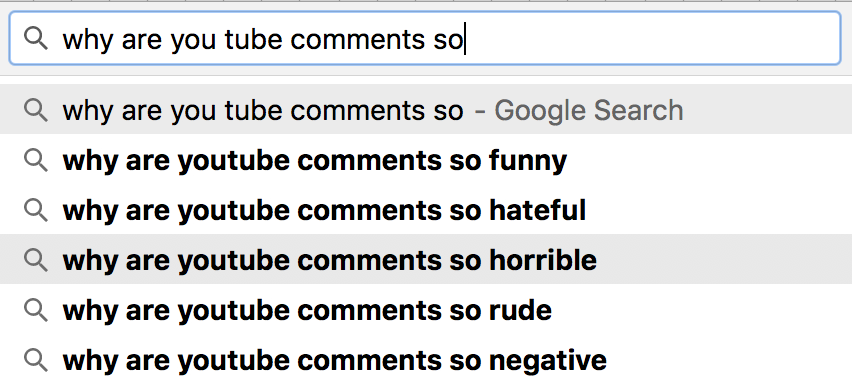 why are you tube comments so
why are you tube comments so - Google Search
why are youtube comments so funny
why are youtube comments so hateful
why are youtube comments so horrible
why are youtube comments so rude
why are youtube comments so negative